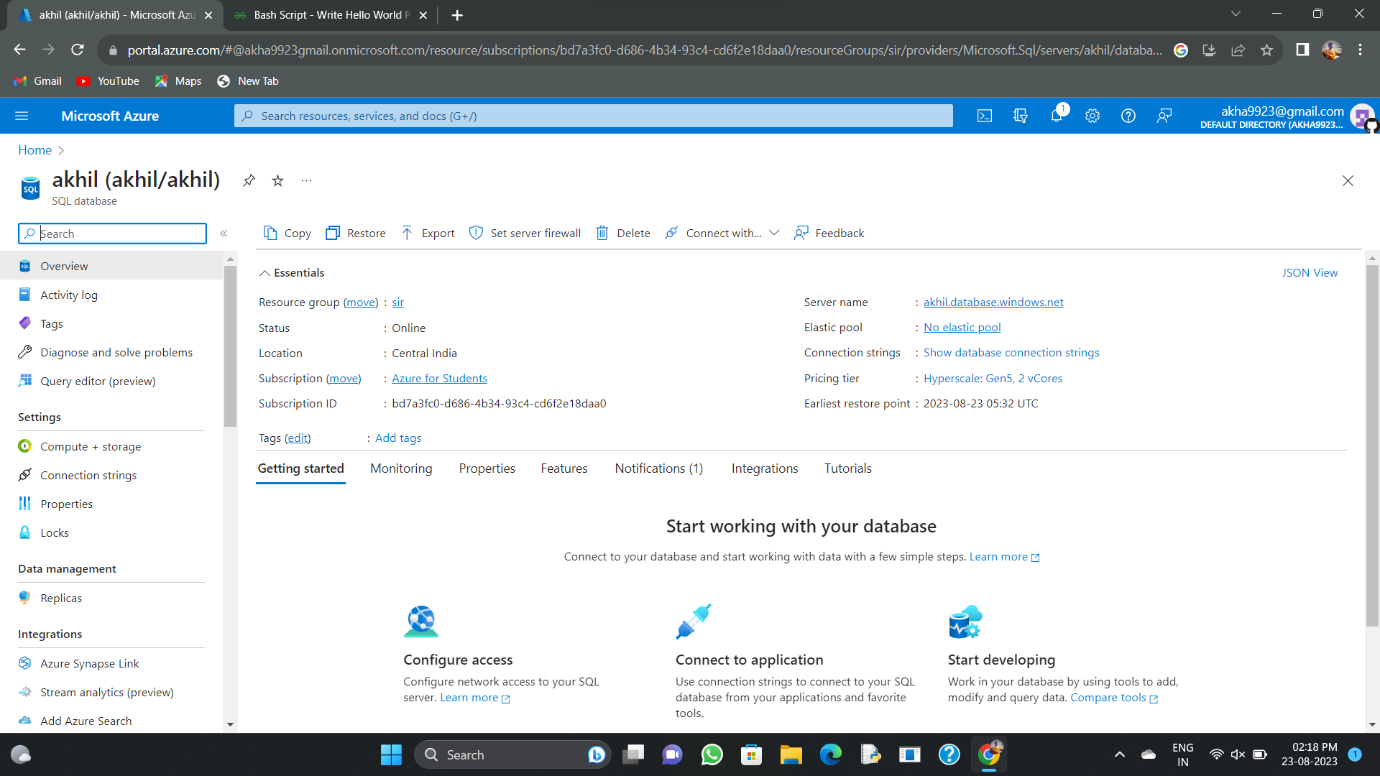 akhil (akhil/akhil) - Microsoft Azu
Bash Script - Write Hello World P
portal.azure.com/#@akha9923gmail.onmicrosoft.com/resource/subscriptions/bd7a3fc0-d686-4b34-93c4-cd6f2e18daa0/resourceGroups/sir/providers/Microsoft.Sql/servers/akhil/databa...
Gmail YouTube Maps New Tab
Microsoft Azure
Search resources, services, and docs (G+/)
1
akha9923@gmail.com
DEFAULT DIRECTORY (AKHA9923...
Home
akhil (akhil/akhil)
SQL database
Search
Copy Restore Export Set server firewall Delete Connect with... Feedback
Overview
Activity log
Tags
Diagnose and solve problems
Query editor (preview)
Settings
Compute + storage
Connection strings
Properties
Locks
Data management
Replicas
Integrations
Azure Synapse Link
Stream analytics (preview)
Add Azure Search
Essentials
JSON View
Resource group (move) : sir
Status : Online
Location : Central India
Subscription (move) : Azure for Students
Subscription ID : bd7a3fc0-d686-4b34-93c4-cd6f2e18daa0
Server name : akhil.database.windows.net
Elastic pool : No elastic pool
Connection strings : Show database connection strings
Pricing tier : Hyperscale: Gen5, 2 vCores
Earliest restore point : 2023-08-23 05:32 UTC
Tags (edit) : Add tags
Getting started Monitoring Properties Features Notifications (1) Integrations Tutorials
Start working with your database
Connect to your database and start working with data with a few simple steps. Learn more
Configure access
Configure network access to your SQL
server. Learn more
Connect to application
Use connection strings to connect to your SQL
database from your applications and favorite
tools.
Start developing
Work in your database by using tools to add,
modify and query data. Compare tools
Search
ENG
IN
02:18 PM
23-08-2023
1